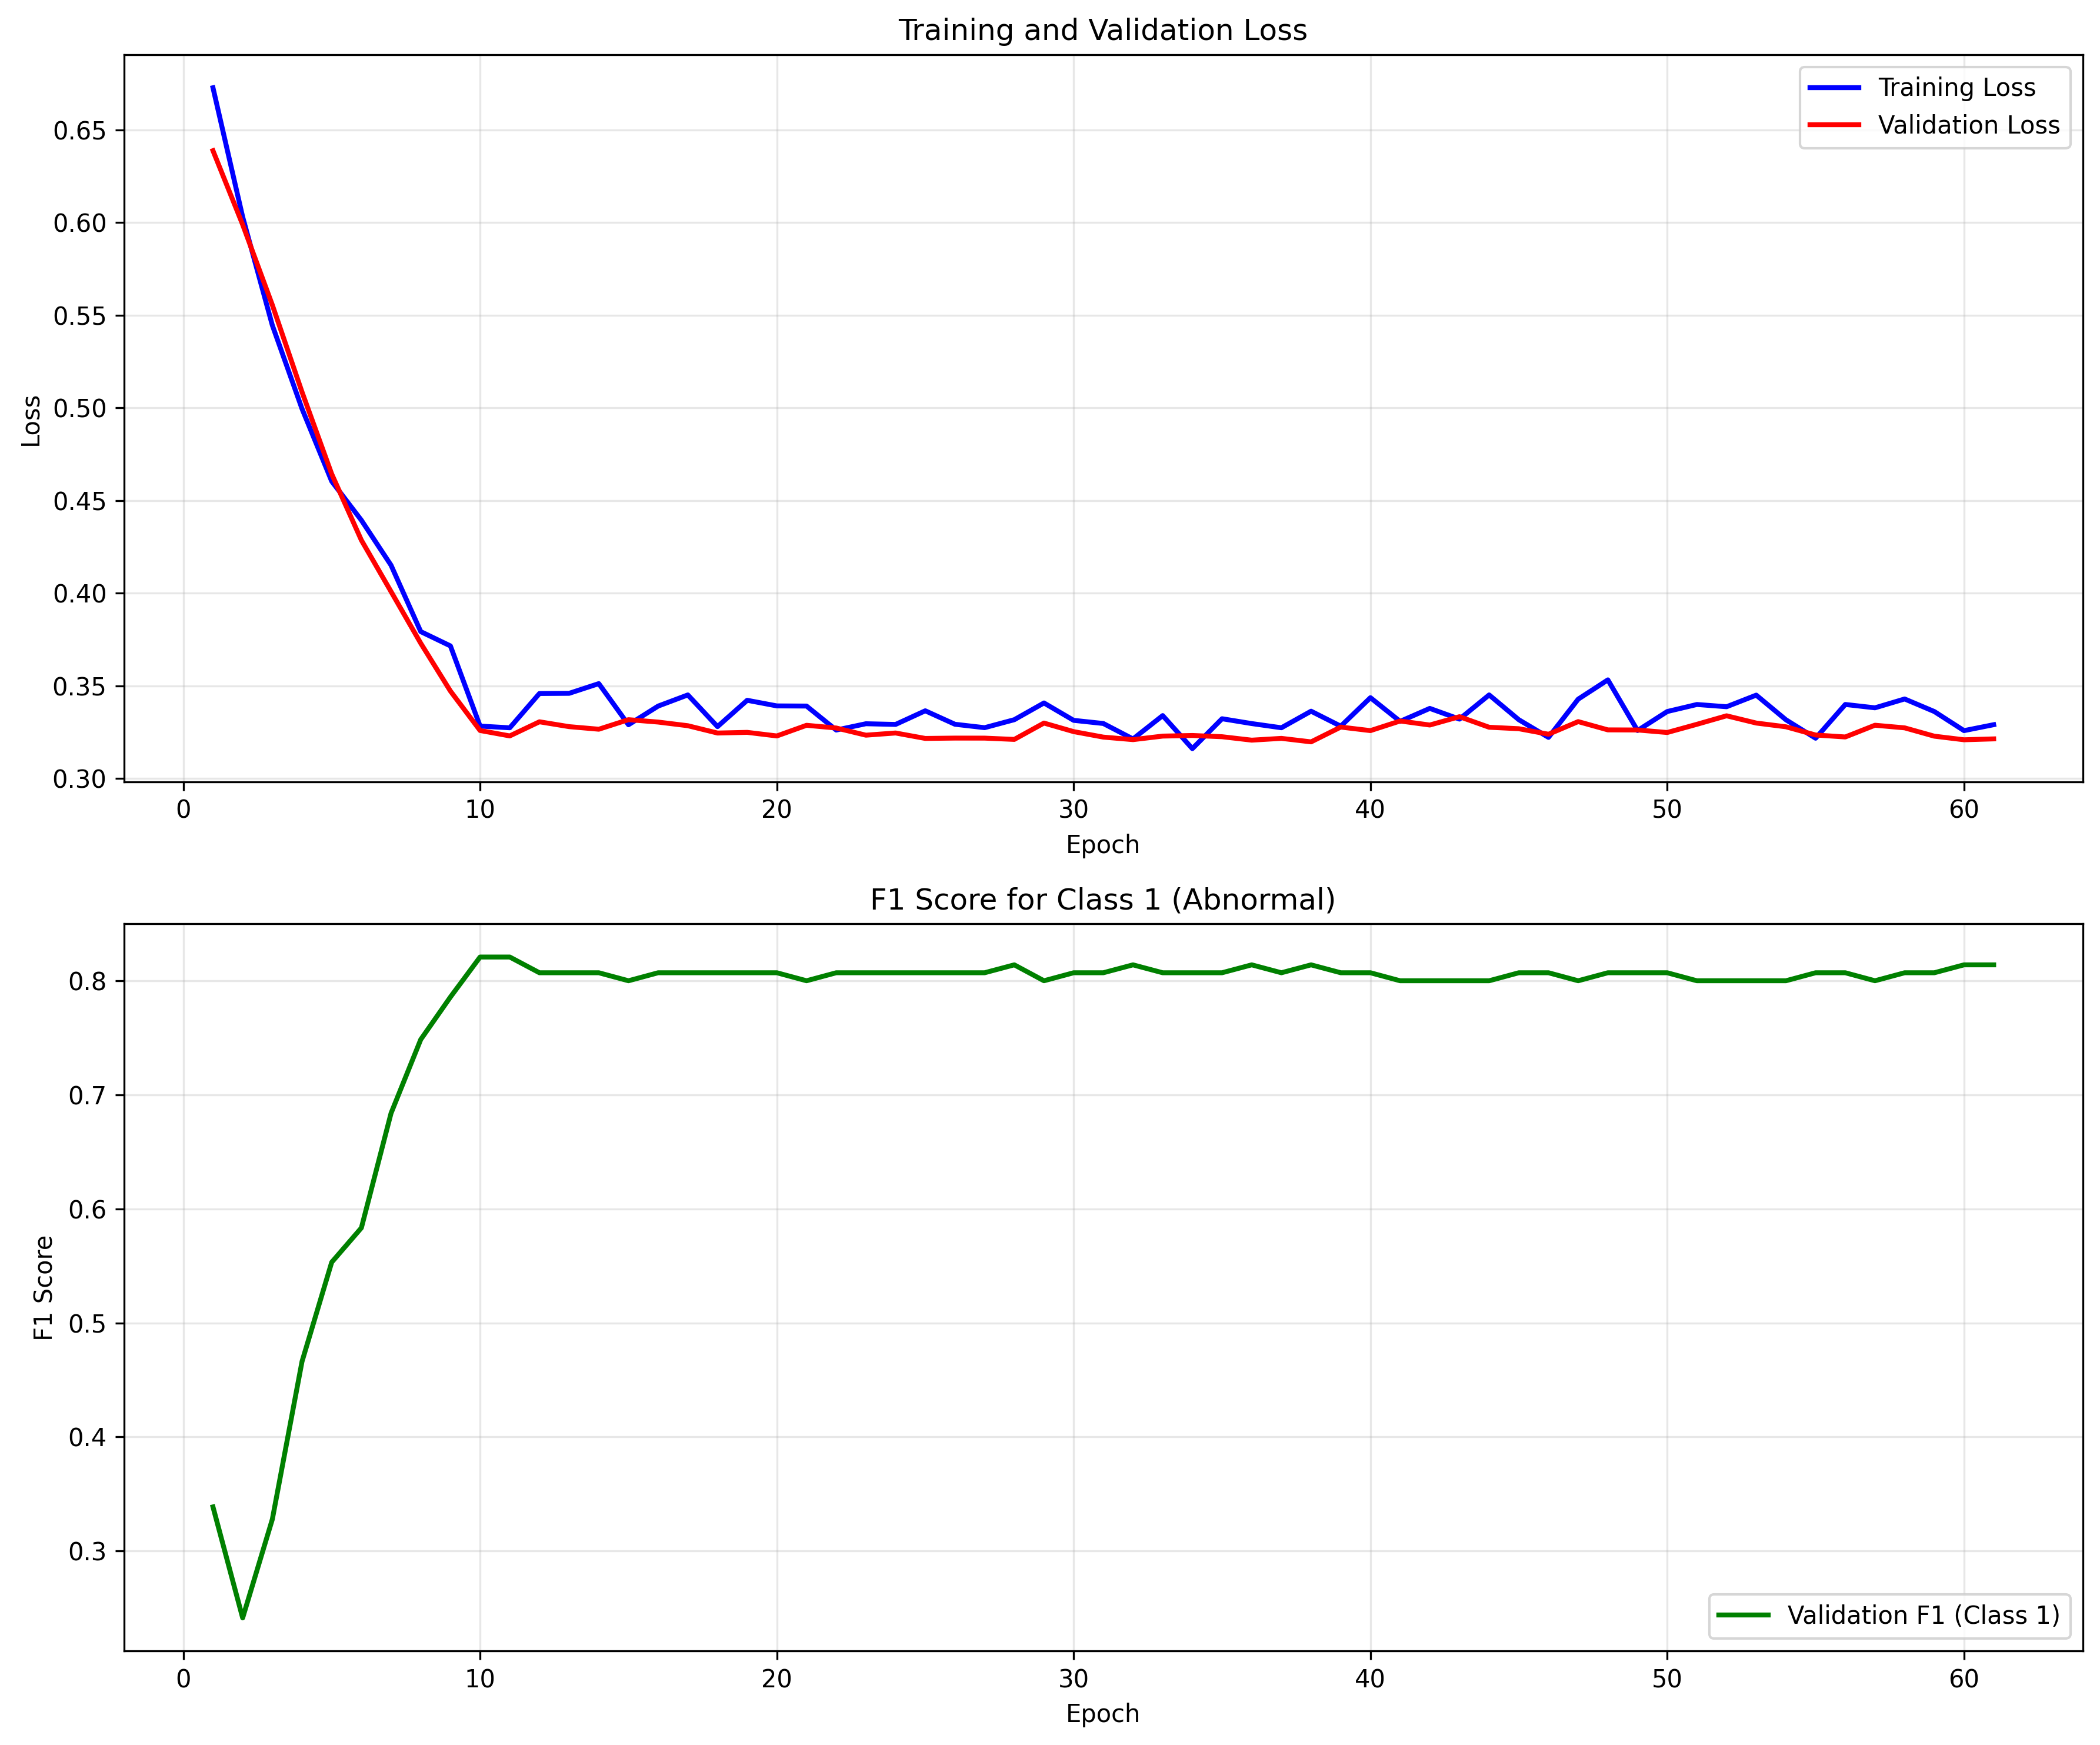 Training and Validation Loss
Training Loss
Validation Loss
0.65
0.60
0.55
0.50
0.45
0.40
0.35
0.30
Loss
0 10 20 30 40 50 60
Epoch
F1 Score for Class 1 (Abnormal)
0.8
0.7
0.6
0.5
0.4
0.3
F1 Score
Validation F1 (Class 1)
0 10 20 30 40 50 60
Epoch